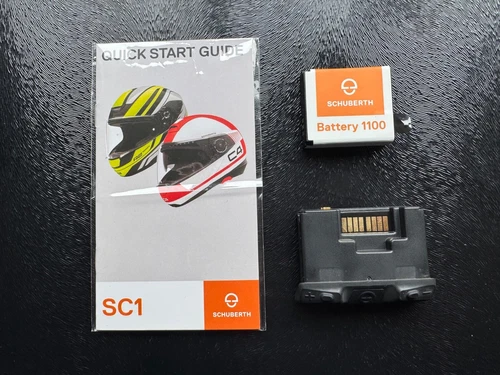 QUICK START GUIDE
C4
SC1
SCHUBERTH
SCHUBERTH
Battery 1100